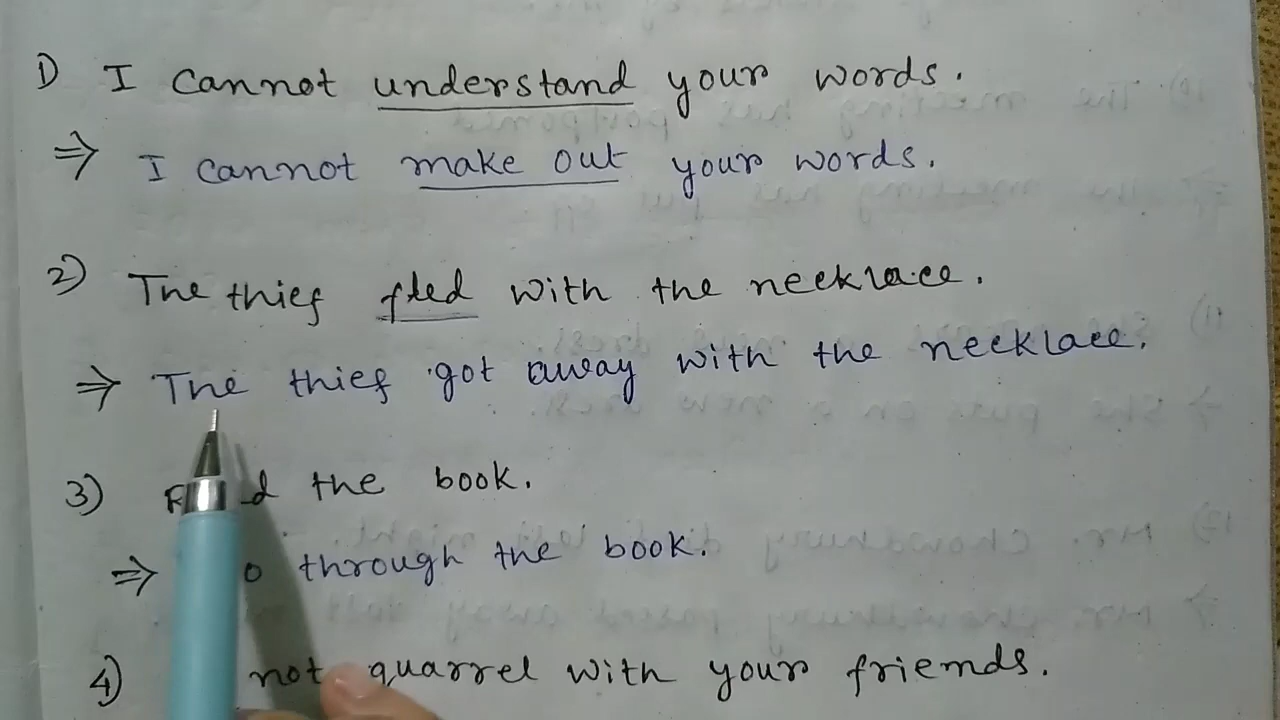 1) I cannot understand your words.
⇒ I cannot make out your words.
2) The thief fled with the necklace.
⇒ The thief got away with the necklace.
3) the book.
⇒ through the book.
4) not quarrel with your friends.